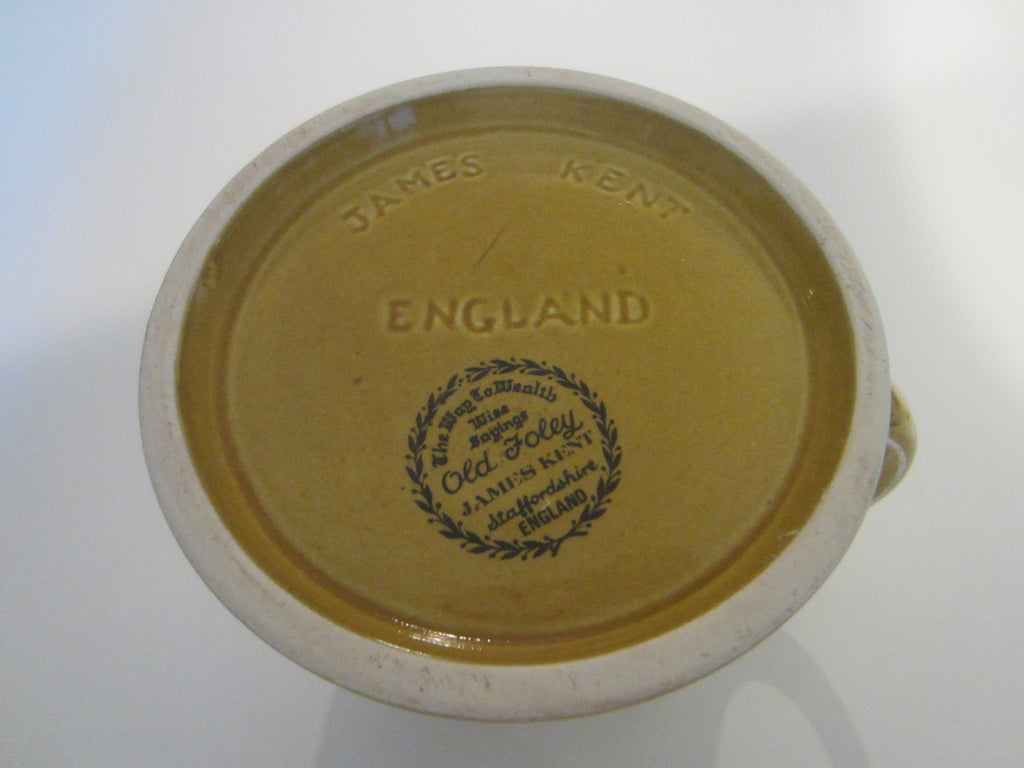 JAMES KENT
ENGLAND
The Way To Wealth
Wise
Sayings
Old Foley
JAMES KENT
Staffordshire
ENGLAND